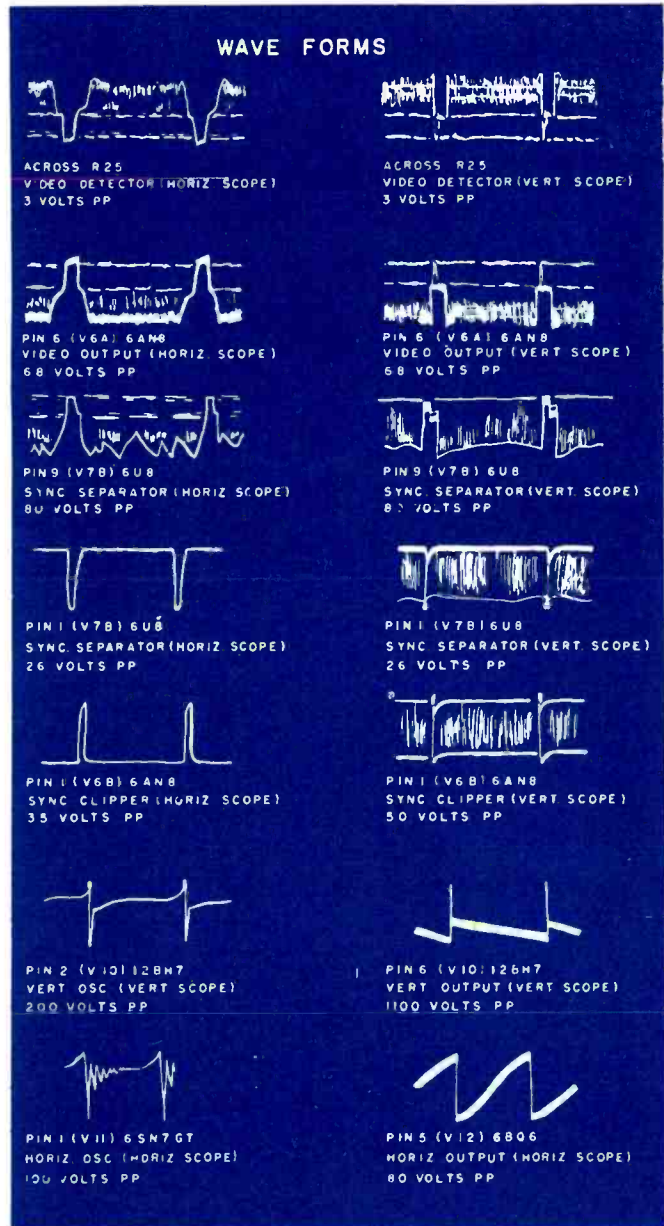 WAVE FORMS
ACROSS R25
VIDEO DETECTOR (HORIZ. SCOPE)
3 VOLTS PP
ACROSS R25
VIDEO DETECTOR (VERT. SCOPE)
3 VOLTS PP
PIN 6 (V6A) 6AN8
VIDEO OUTPUT (HORIZ. SCOPE)
68 VOLTS PP
PIN 6 (V6A) 6AN8
VIDEO OUTPUT (VERT SCOPE)
68 VOLTS PP
PIN 9 (V7B) 6U8
SYNC SEPARATOR (HORIZ SCOPE)
80 VOLTS PP
PIN 9 (V7B) 6U8
SYNC. SEPARATOR (VERT. SCOPE)
VOLTS PP
PIN 1 (V7B) 6U8
SYNC. SEPARATOR (HORIZ. SCOPE)
26 VOLTS PP
PIN 1 (V7B) 6U8
SYNC. SEPARATOR (VERT. SCOPE)
26 VOLTS PP
PIN 1 (V6B) 6AN8
SYNC CLIPPER (HORIZ SCOPE)
35 VOLTS PP
PIN 1 (V6B) 6AN8
SYNC CLIPPER (VERT. SCOPE)
50 VOLTS PP
PIN 2 (V10) 12BH7
VERT OSC (VERT SCOPE)
200 VOLTS PP
PIN 6 (V10) 12BH7
VERT OUTPUT (VERT SCOPE)
1100 VOLTS PP
PIN 1 (V11) 6SN7GT
HORIZ. OSC (HORIZ SCOPE)
100 VOLTS PP
PIN 5 (V12) 6BQ6
HORIZ OUTPUT (HORIZ SCOPE)
80 VOLTS PP